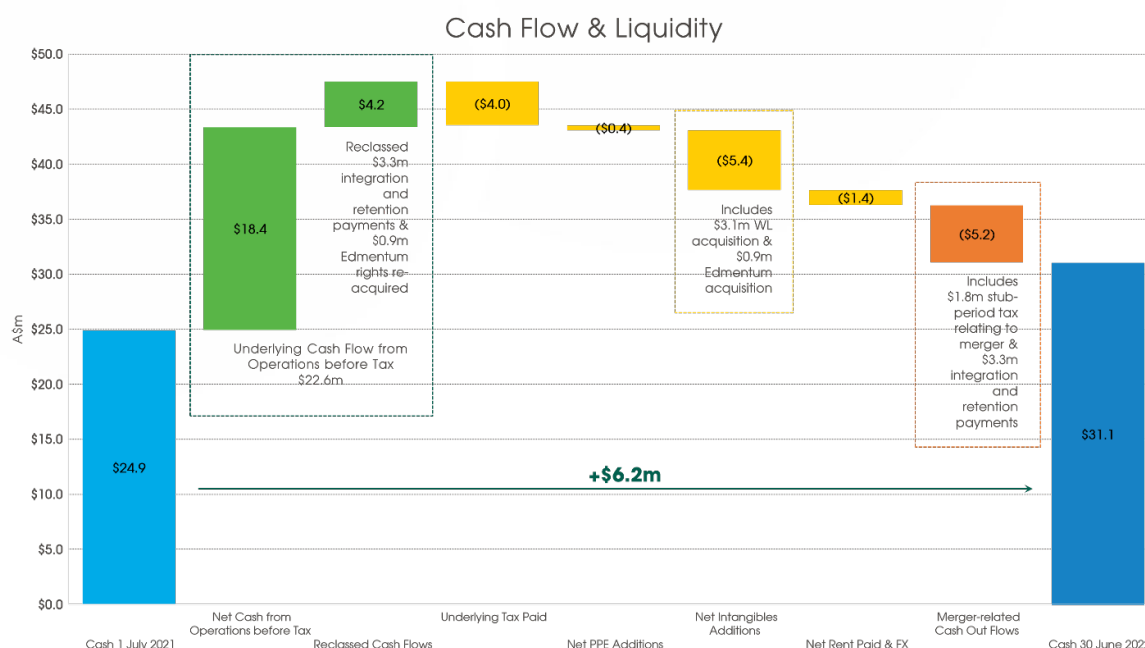 Cash Flow & Liquidity
A$m
$50.0
$45.0
$40.0
$35.0
$30.0
$25.0
$20.0
$15.0
$10.0
$5.0
$0.0
$24.9
$18.4
Underlying Cash Flow from
Operations before Tax
$22.6m
$4.2
Reclassed
$3.3m
integration
and
retention
payments &
$0.9m
Edmentum
rights re-
acquired
($4.0)
($0.4)
($5.4)
Includes
$3.1m WL
acquisition &
$0.9m
Edmentum
acquisition
($1.4)
($5.2)
Includes
$1.8m stub-
period tax
relating to
merger &
$3.3m
integration
and
retention
payments
$31.1
+$6.2m
Cash 1 July 2021
Net Cash from
Operations before Tax
Reclassed Cash Flows
Underlying Tax Paid
Net PPE Additions
Net Intangibles
Additions
Net Rent Paid & FX
Merger-related
Cash Out Flows
Cash 30 June